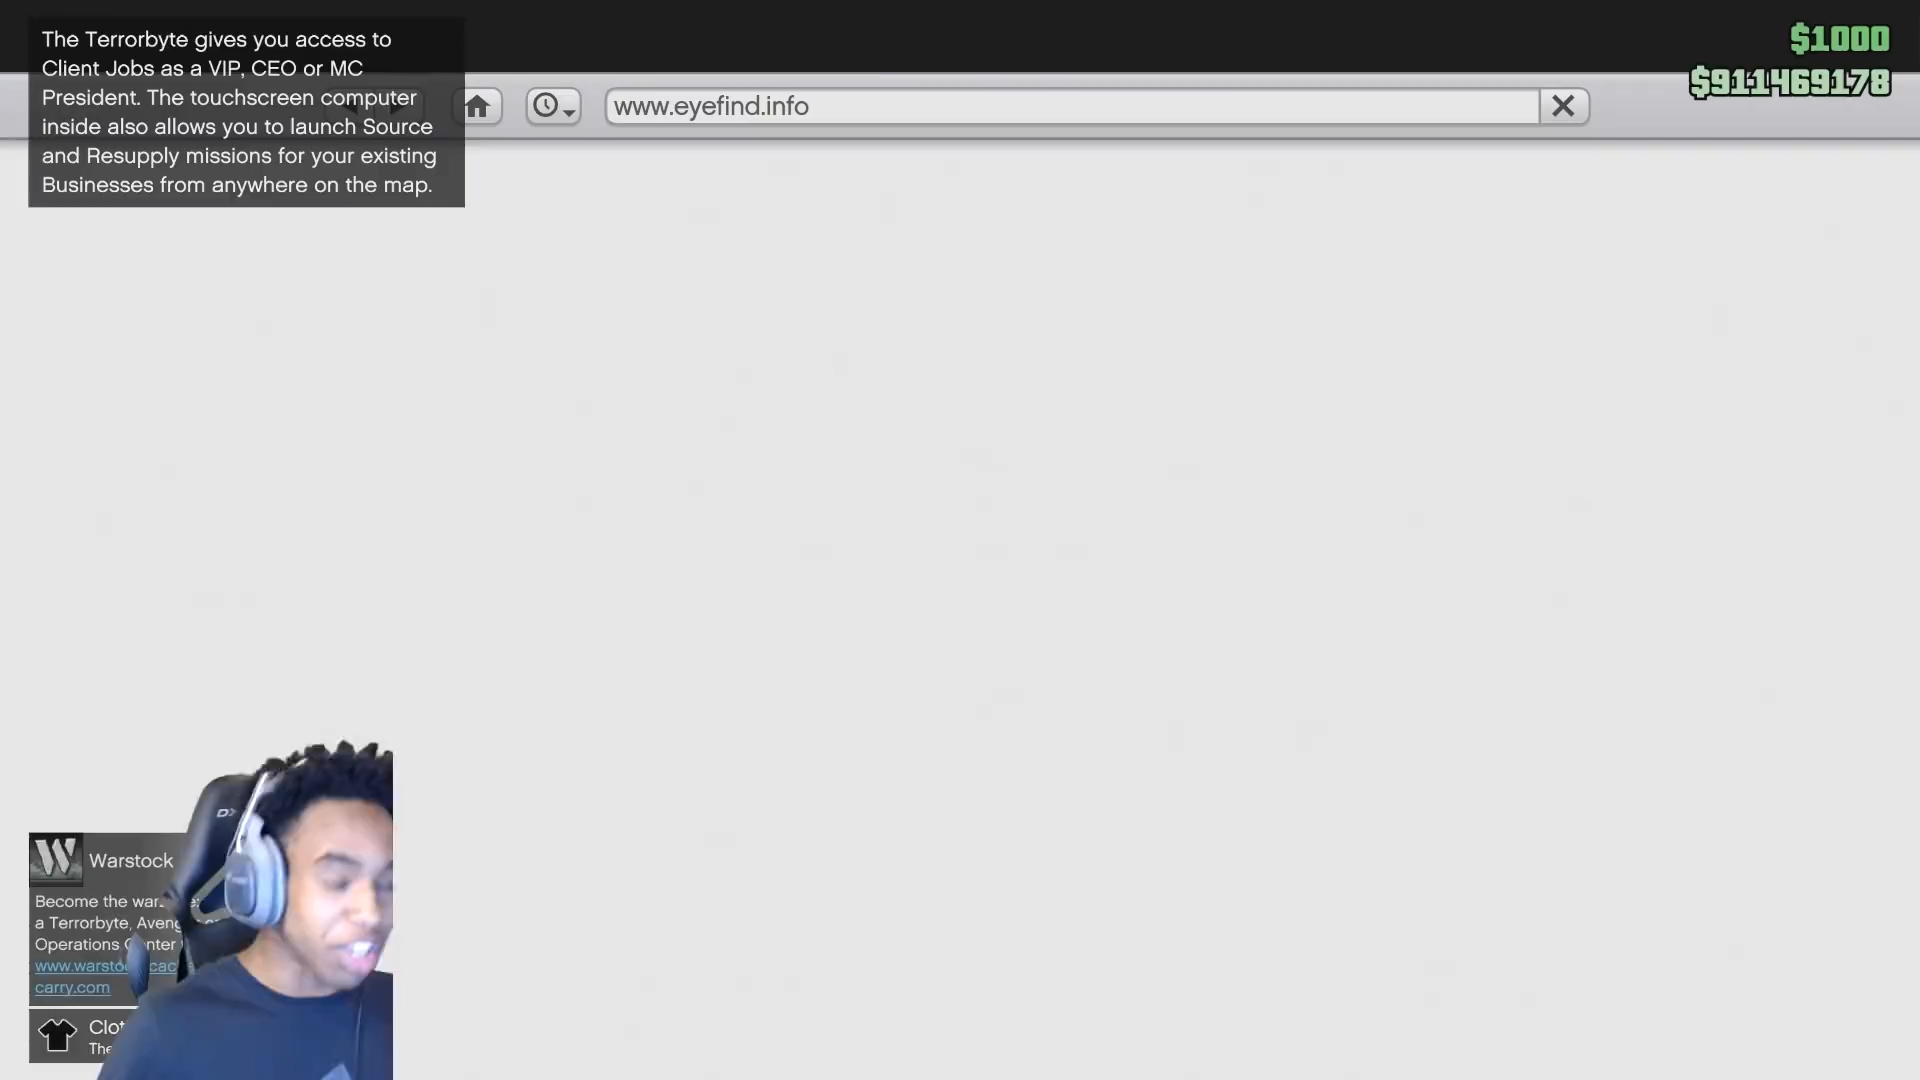 The Terrorbyte gives you access to
Client Jobs as a VIP, CEO or MC
President. The touchscreen computer
inside also allows you to launch Source
and Resupply missions for your existing
Businesses from anywhere on the map.
www.eyefind.info
$1000
$911469178
Warstock
Become the
a Terrorbyte,
Operations
carry.com
The